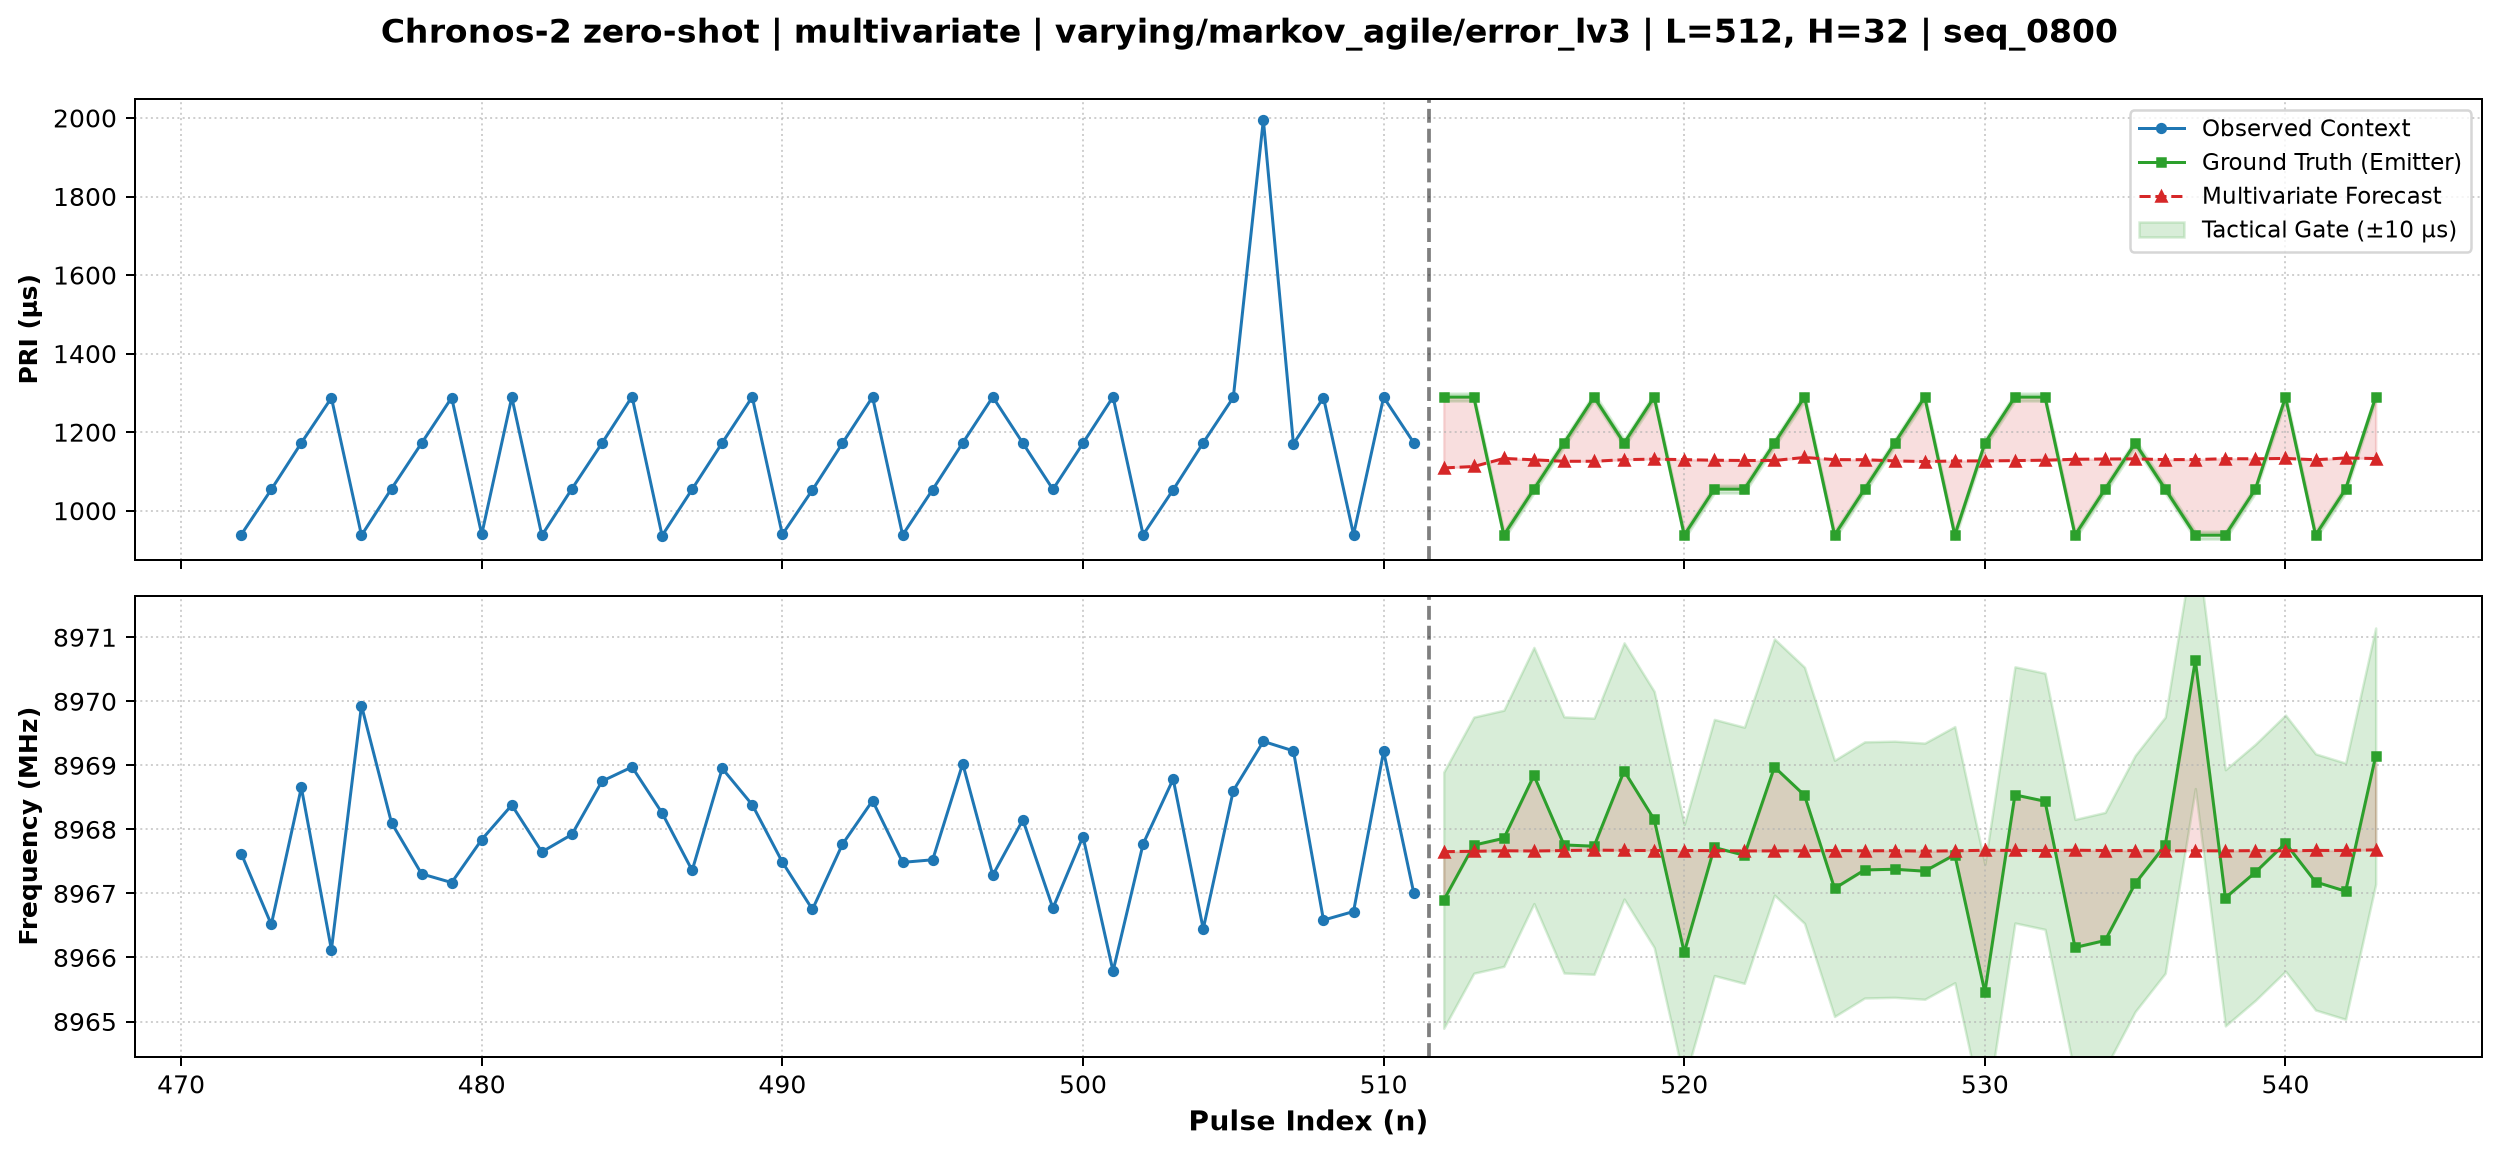 Chronos-2 zero-shot | multivariate | varying/markov_agile/error_lv3 | L=512, H=32 | seq_0800
PRI (µs)
2000
1800
1600
1400
1200
1000
Observed Context
Ground Truth (Emitter)
Multivariate Forecast
Tactical Gate (±10 µs)
Frequency (MHz)
8971
8970
8969
8968
8967
8966
8965
470 480 490 500 510 520 530 540
Pulse Index (n)